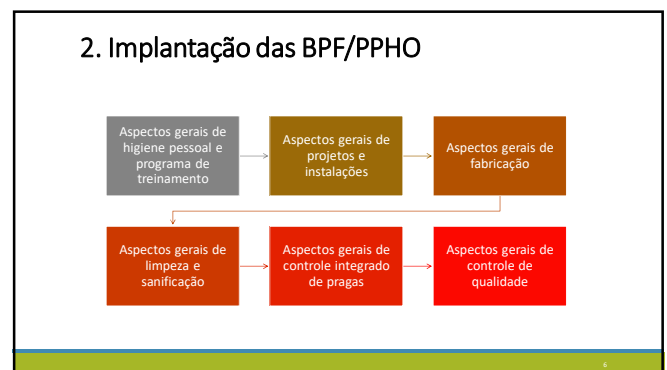 2. Implantação das BPF/PPHO
Aspectos gerais de
higiene pessoal e
programa de
treinamento
Aspectos gerais de
projetos e
instalações
Aspectos gerais de
fabricação
Aspectos gerais de
limpeza e
sanificação
Aspectos gerais de
controle integrado
de pragas
Aspectos gerais de
controle de
qualidade
6